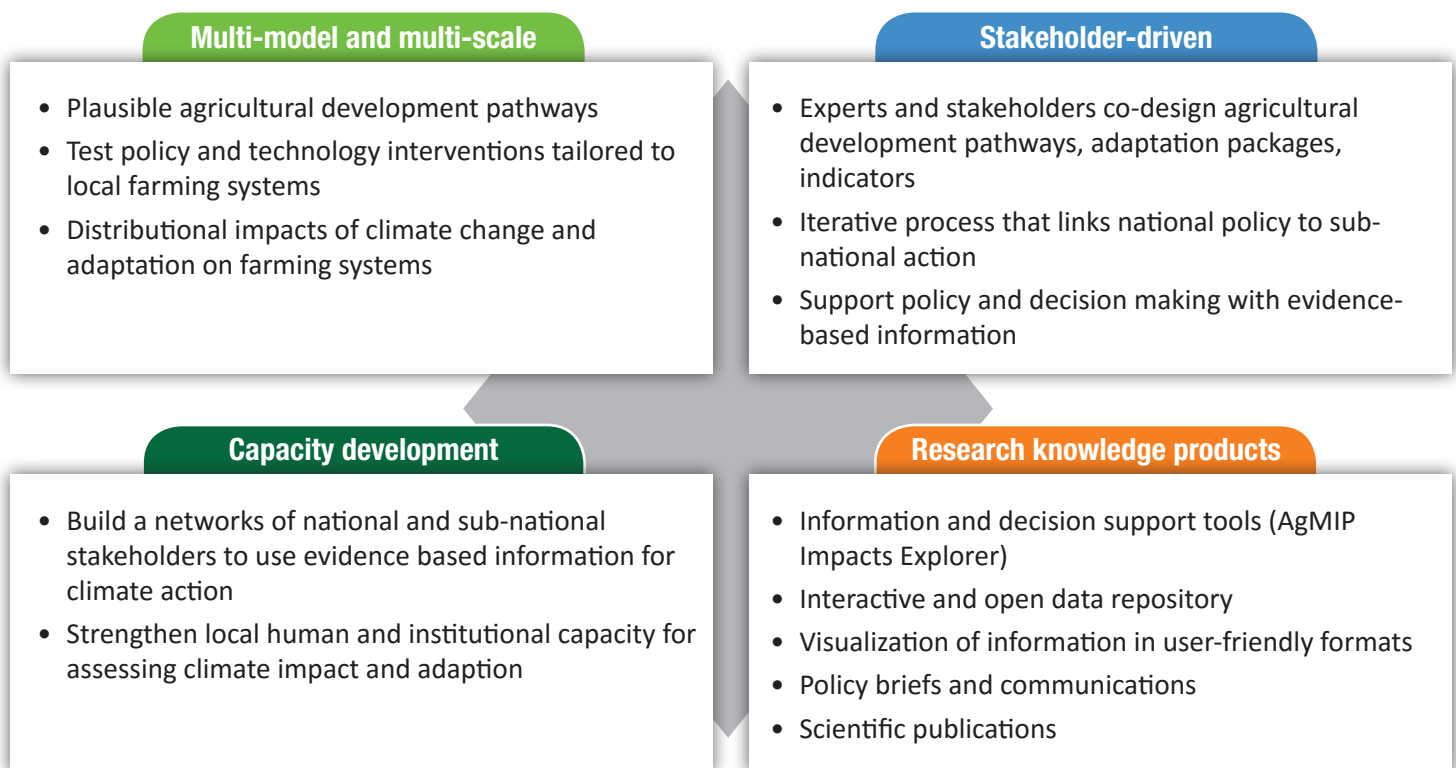 Multi-model and multi-scale
• Plausible agricultural development pathways
• Test policy and technology interventions tailored to
local farming systems
• Distributional impacts of climate change and
adaptation on farming systems
Stakeholder-driven
• Experts and stakeholders co-design agricultural
development pathways, adaptation packages,
indicators
• Iterative process that links national policy to sub-
national action
• Support policy and decision making with evidence-
based information
Capacity development
• Build a networks of national and sub-national
stakeholders to use evidence based information for
climate action
• Strengthen local human and institutional capacity for
assessing climate impact and adaption
Research knowledge products
• Information and decision support tools (AgMIP
Impacts Explorer)
• Interactive and open data repository
• Visualization of information in user-friendly formats
• Policy briefs and communications
• Scientific publications